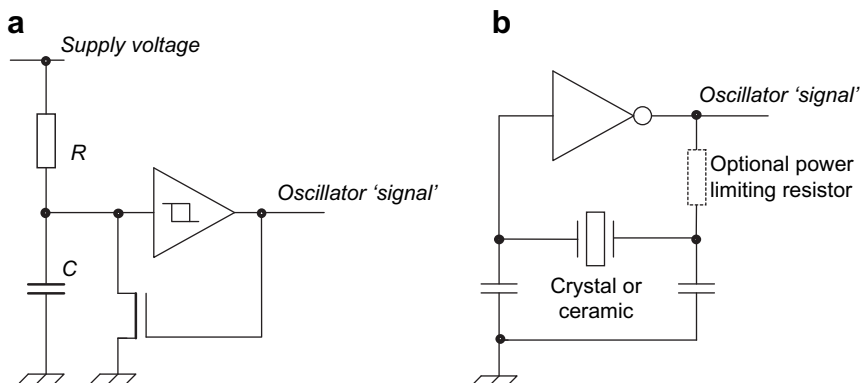 a
Supply voltage
R
Oscillator ‘signal’
C
b
Oscillator ‘signal’
Optional power
limiting resistor
Crystal or
ceramic